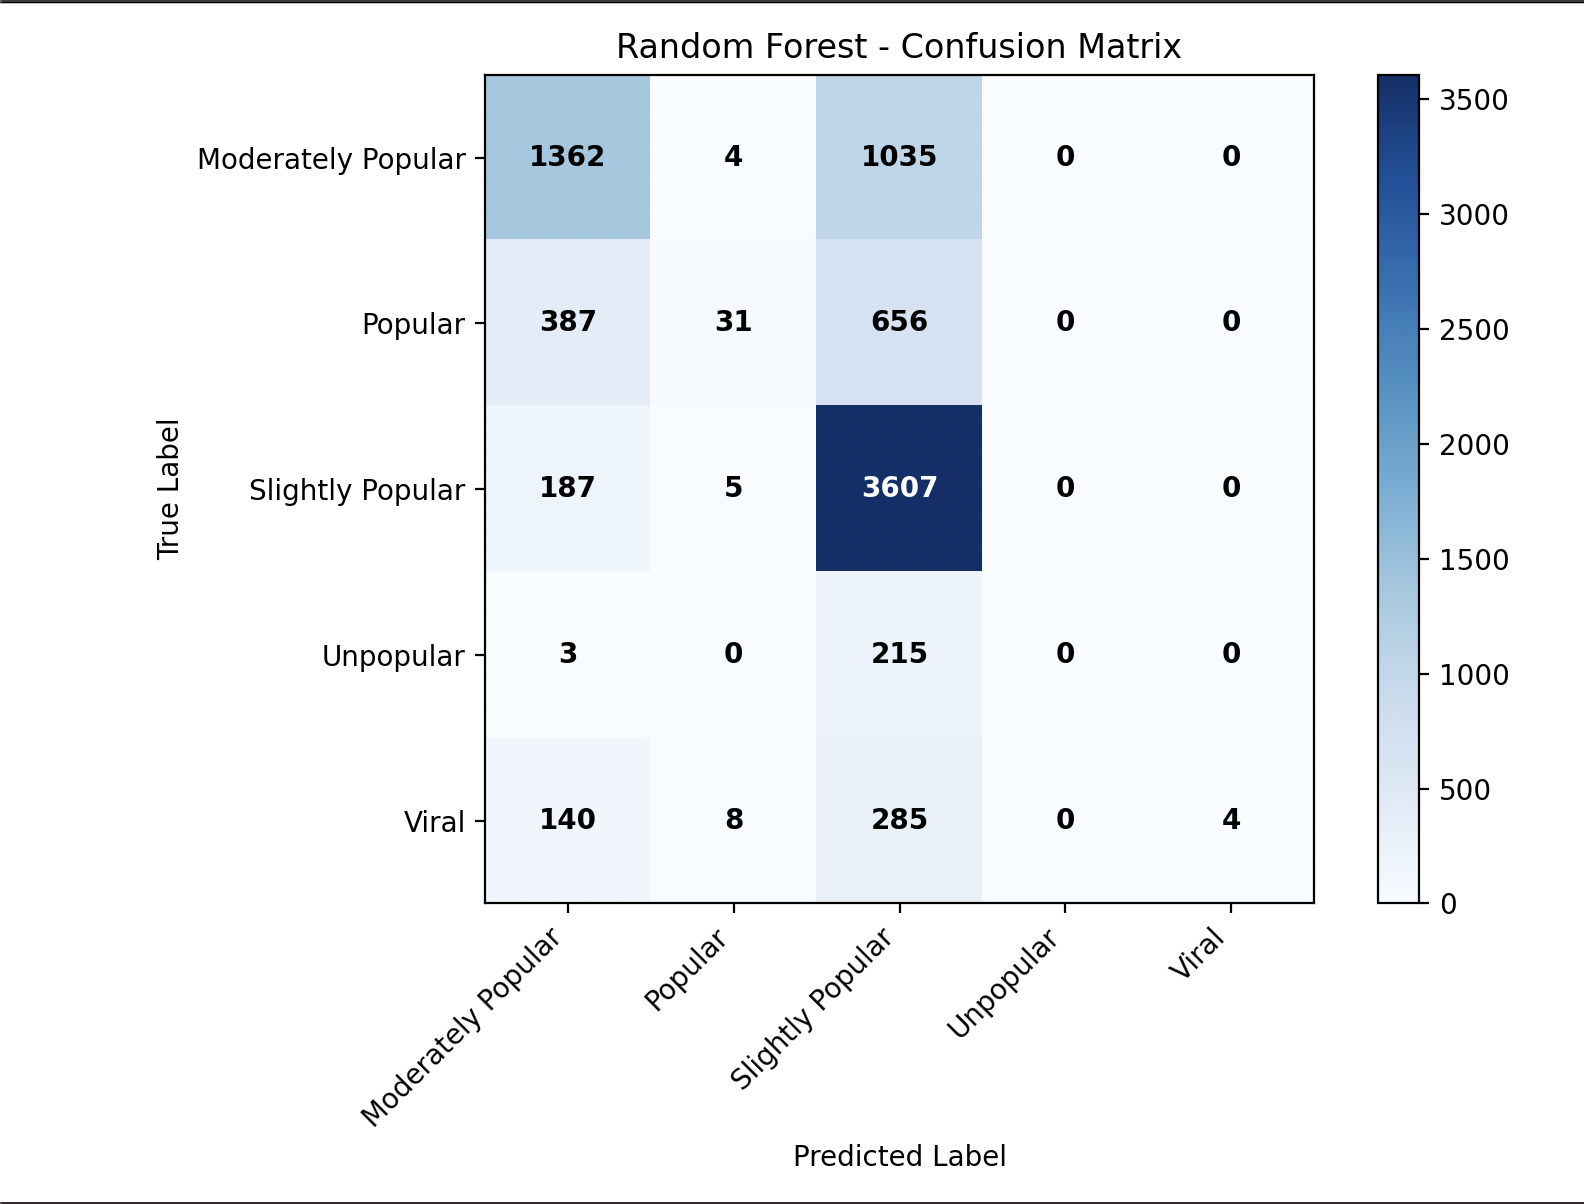 Random Forest - Confusion Matrix
Moderately Popular 1362 4 1035 0 0
Popular 387 31 656 0 0
Slightly Popular 187 5 3607 0 0
Unpopular 3 0 215 0 0
Viral 140 8 285 0 4
True Label
Moderately Popular
Popular
Slightly Popular
Unpopular
Viral
Predicted Label
3500
3000
2500
2000
1500
1000
500
0